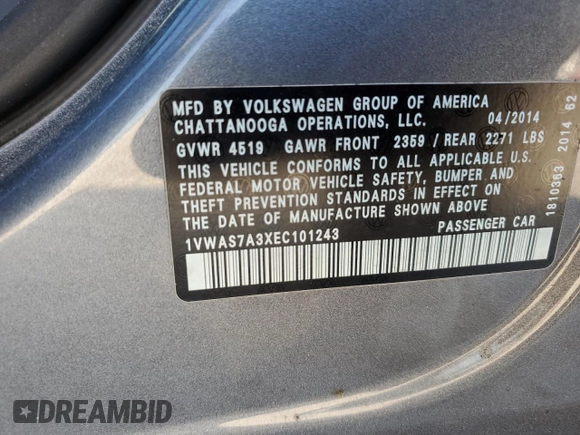 MFD BY VOLKSWAGEN GROUP OF AMERICA
CHATTANOOGA OPERATIONS, LLC. 04/2014
GVWR 4519 GAWR FRONT 2359 / REAR 2271 LBS
THIS VEHICLE CONFORMS TO ALL APPLICABLE U.S.
FEDERAL MOTOR VEHICLE SAFETY, BUMPER AND
THEFT PREVENTION STANDARDS IN EFFECT ON
THE DATE OF MANUFACTURE SHOWN ABOVE
1VWAS7A3XEC101243 PASSENGER CAR
1810363 2014 62
DREAMBID